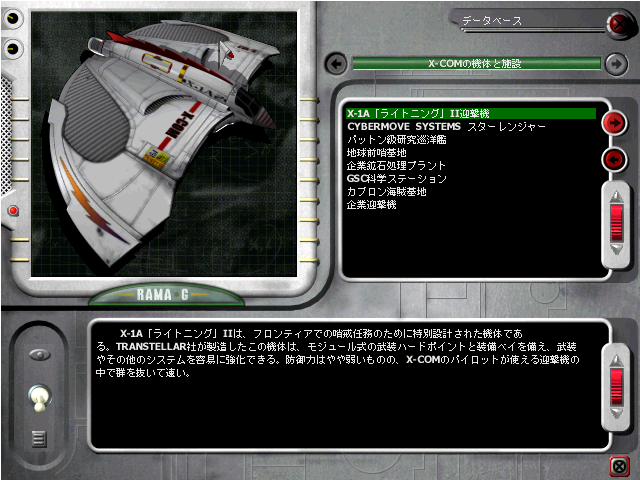 データベース
X-COMの機体と施設
X-1A「ライトニング」II迎撃機
CYBERMOVE SYSTEMS スターレンジャー
パットン級研究巡洋艦
地球前哨基地
企業鉱石処理プラント
GSC科学ステーション
カブロン海賊基地
企業迎撃機
X-1A
X-COM
RAMA G
X-1A「ライトニング」IIは、フロンティアでの哨戒任務のために特別設計された機体であ
る。TRANSTELLAR社が製造したこの機体は、モジュール式の武装ハードポイントと装備ベイを備え、武装
やその他のシステムを容易に強化できる。防御力はやや弱いものの、X-COMのパイロットが使える迎撃機の
中で群を抜いて速い。